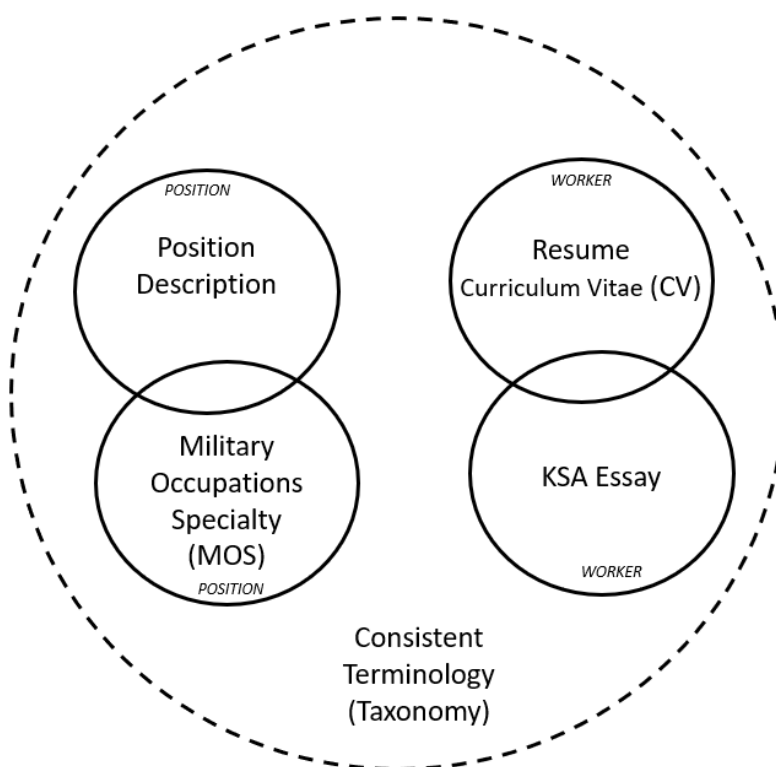 POSITION
Position
Description
Military
Occupations
Specialty
(MOS)
POSITION
WORKER
Resume
Curriculum Vitae (CV)
KSA Essay
WORKER
Consistent
Terminology
(Taxonomy)